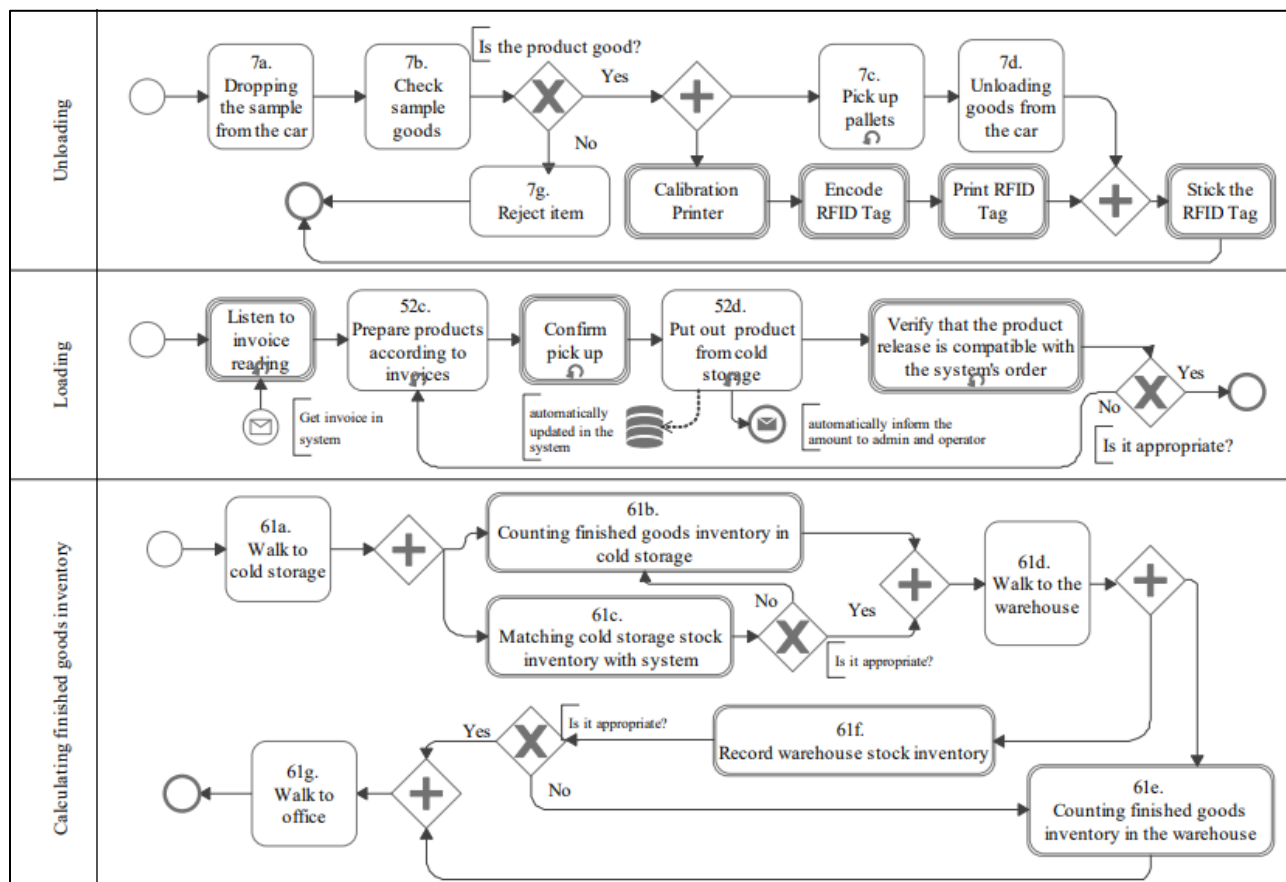 Unloading
7a.
Dropping
the sample
from the car
7b.
Check
sample
goods
Is the product good?
Yes
No
7c.
Pick up
pallets
7d.
Unloading
goods from
the car
7g.
Reject item
Calibration
Printer
Encode
RFID Tag
Print RFID
Tag
Stick the
RFID Tag
Loading
Listen to
invoice
reading
Get invoice in
system
52c.
Prepare products
according to
invoices
Confirm
pick up
52d.
Put out product
from cold
storage
automatically
updated in the
system
automatically inform the
amount to admin and operator
Verify that the product
release is compatible with
the system's order
Yes
No
Is it appropriate?
Calculating finished goods inventory
61a.
Walk to
cold storage
61b.
Counting finished goods inventory in
cold storage
61c.
Matching cold storage stock
inventory with system
No
Yes
Is it appropriate?
61d.
Walk to the
warehouse
61f.
Record warehouse stock inventory
Is it appropriate?
Yes
No
61g.
Walk to
office
61e.
Counting finished goods
inventory in the warehouse